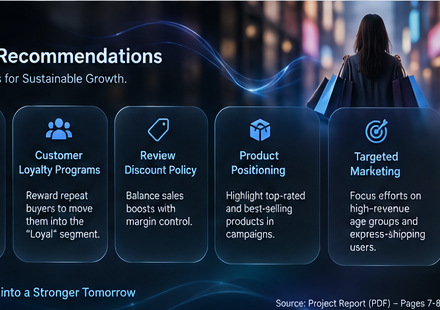 Recommendations
s for Sustainable Growth.
Customer
Loyalty Programs
Reward repeat
buyers to move
them into the
"Loyal" segment.
Review
Discount Policy
Balance sales
boosts with
margin control.
Product
Positioning
Highlight top-rated
and best-selling
products in
campaigns.
Targeted
Marketing
Focus efforts on
high-revenue
age groups and
express-shipping
users.
into a Stronger Tomorrow
Source: Project Report (PDF) – Pages 7-8